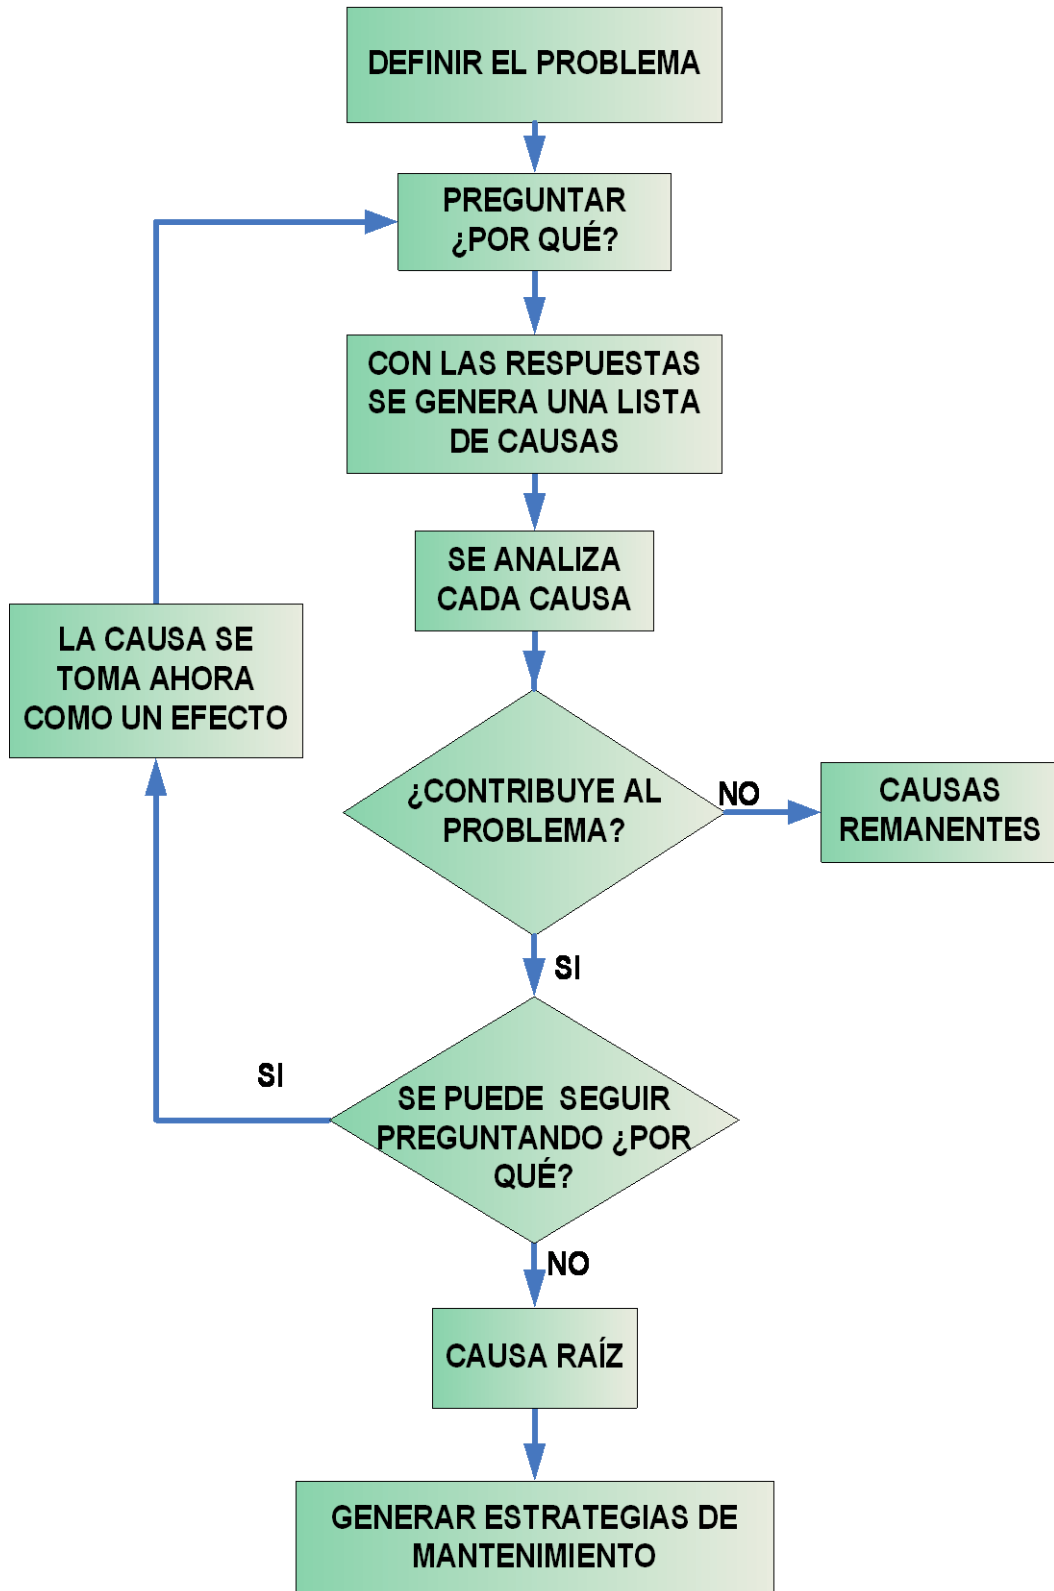 DEFINIR EL PROBLEMA
PREGUNTAR
¿POR QUÉ?
CON LAS RESPUESTAS
SE GENERA UNA LISTA
DE CAUSAS
SE ANALIZA
CADA CAUSA
LA CAUSA SE
TOMA AHORA
COMO UN EFECTO
¿CONTRIBUYE AL
PROBLEMA?
NO
CAUSAS
REMANENTES
SI
SI
SE PUEDE  SEGUIR
PREGUNTANDO ¿POR
QUÉ?
NO
CAUSA RAÍZ
GENERAR ESTRATEGIAS DE
MANTENIMIENTO